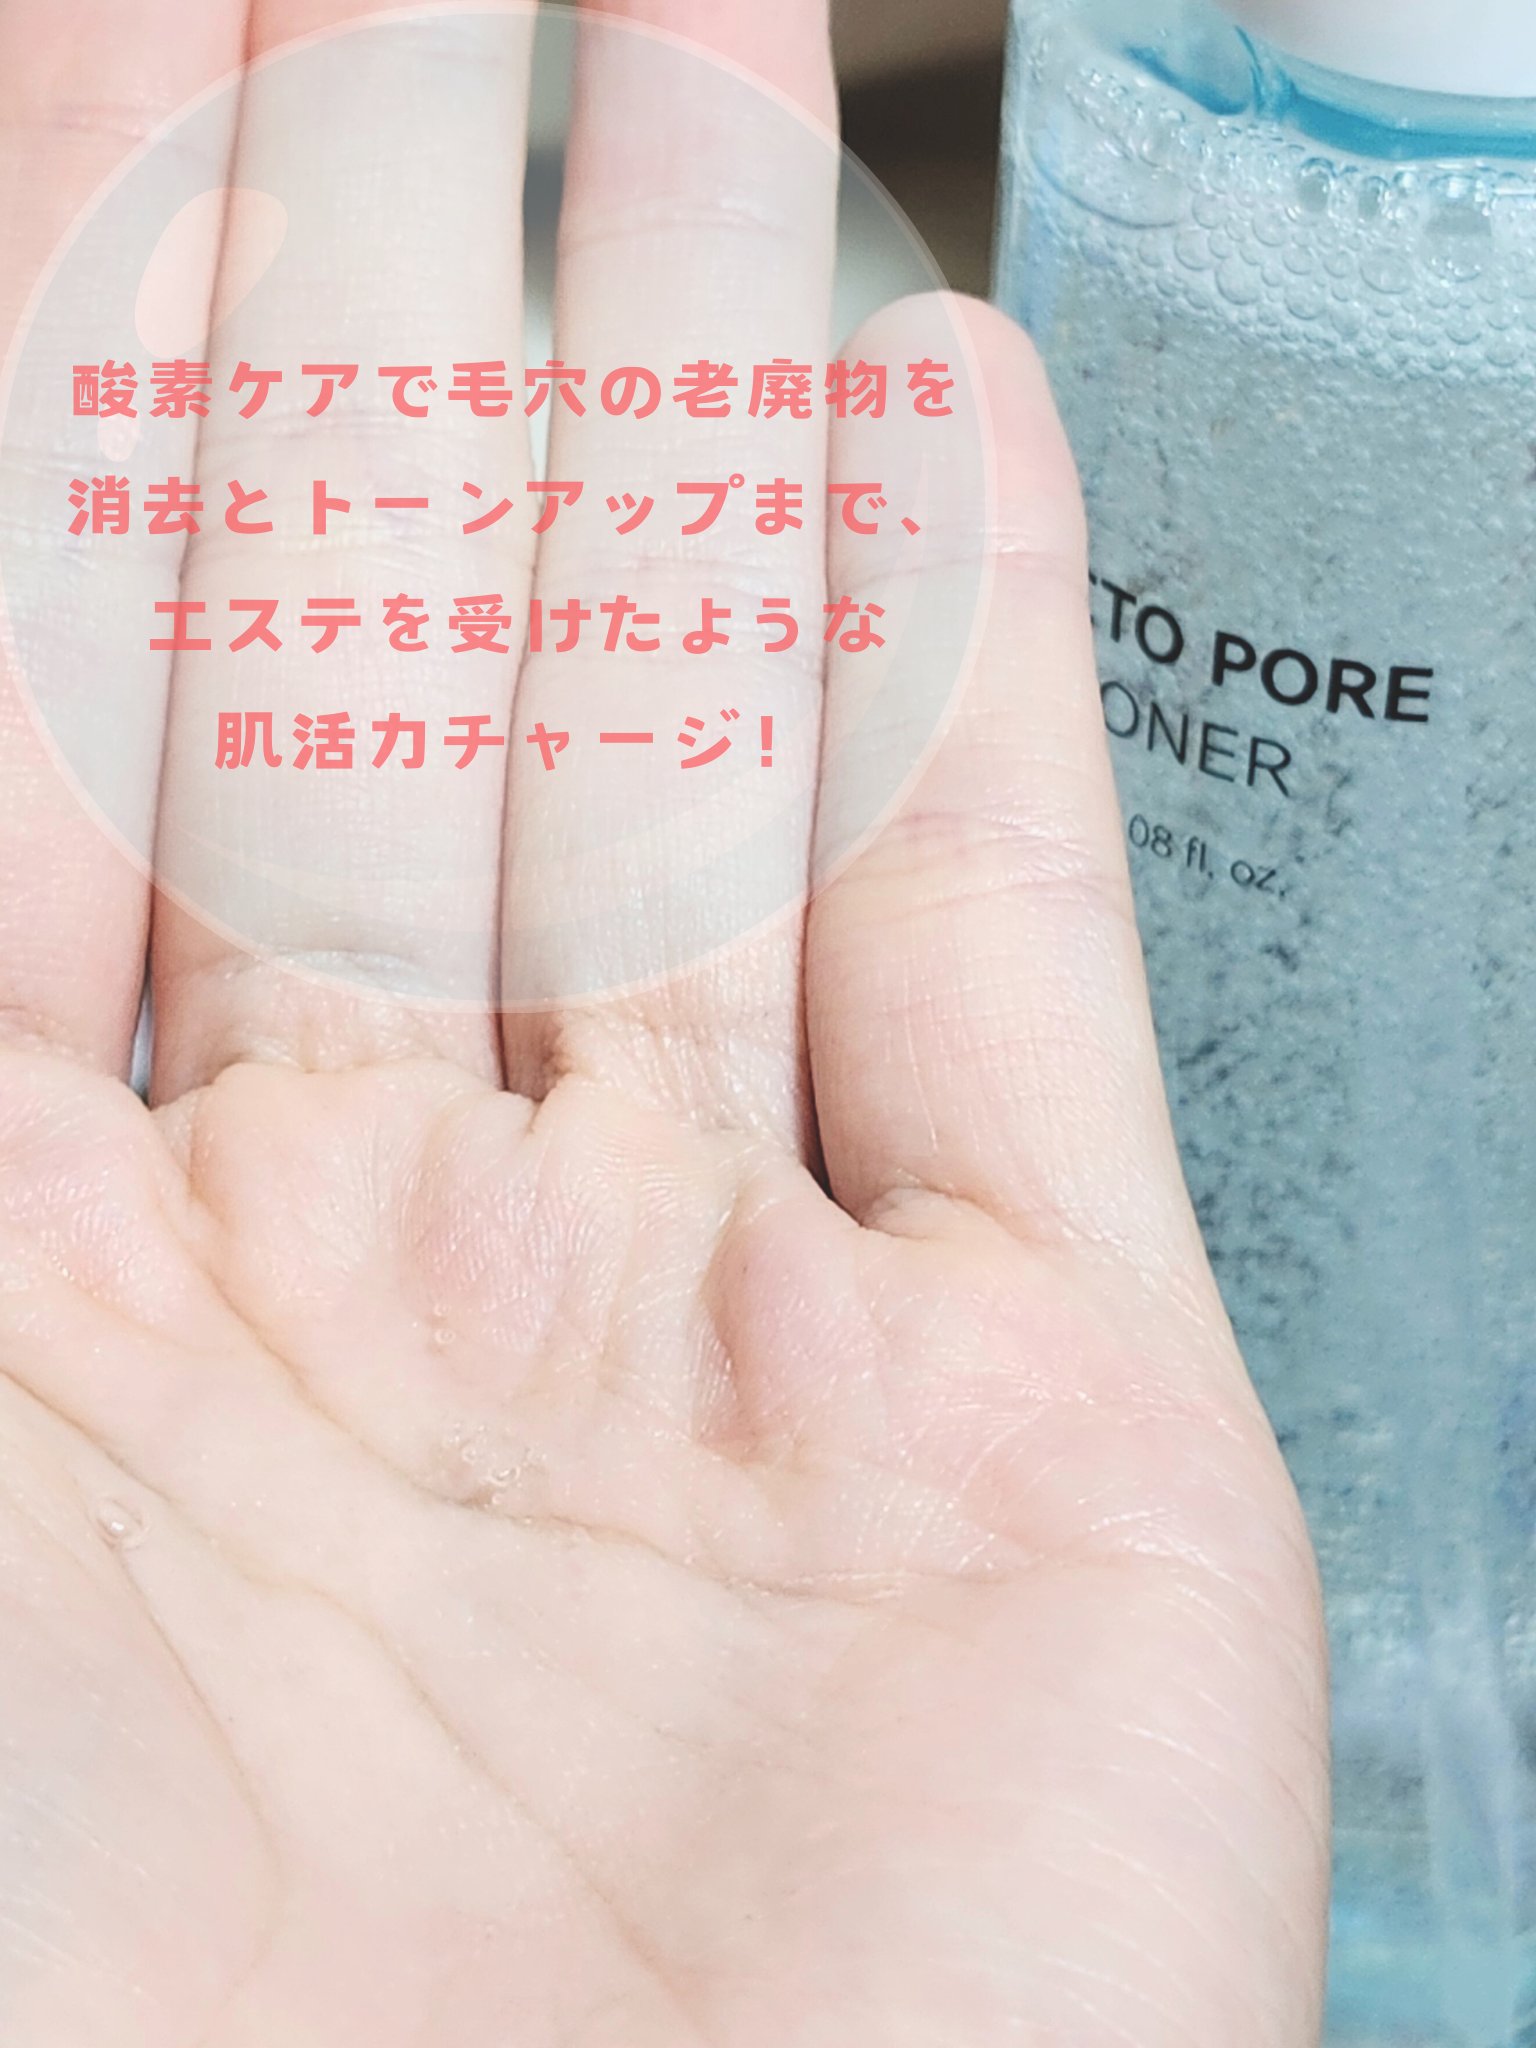 酸素ケアで毛穴の老廃物を
消去とトーンアップまで、
エステを受けたような
肌活力チャージ!
TO PORE
ONER
08 fl. oz.